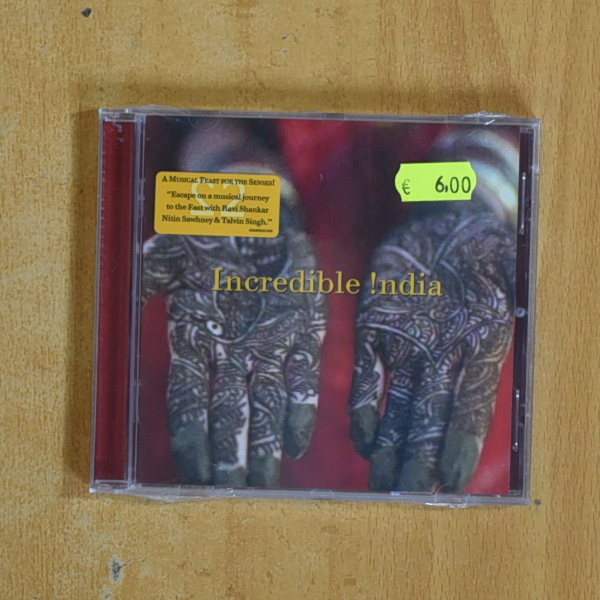 A Musical Feast for the Senses!
"Escape on a musical journey
to the East with Ravi Shankar
Nitin Sawhney & Talvin Singh."
€ 6,00
Incredible !ndia